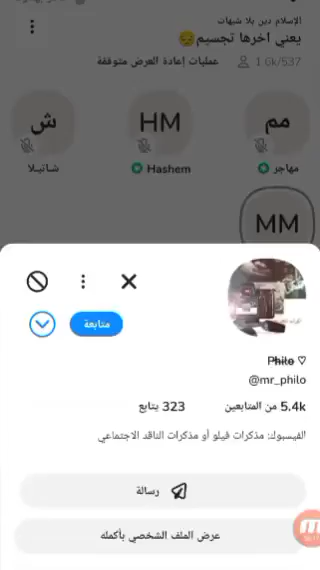 الإسلام دين بلا شبهات
يعني اخرها تجسيم😔
1.6k/537 عمليات إعادة العرض متوقفة
مم HM ش
مهاجر Hashem شاتيلا
MM
متابعة
Philo ♡
@mr_philo
5.4k من المتابعين 323 يتابع
الفيسبوك: مذكرات فيلو أو مذكرات الناقد الاجتماعي
رسالة
عرض الملف الشخصي بأكمله